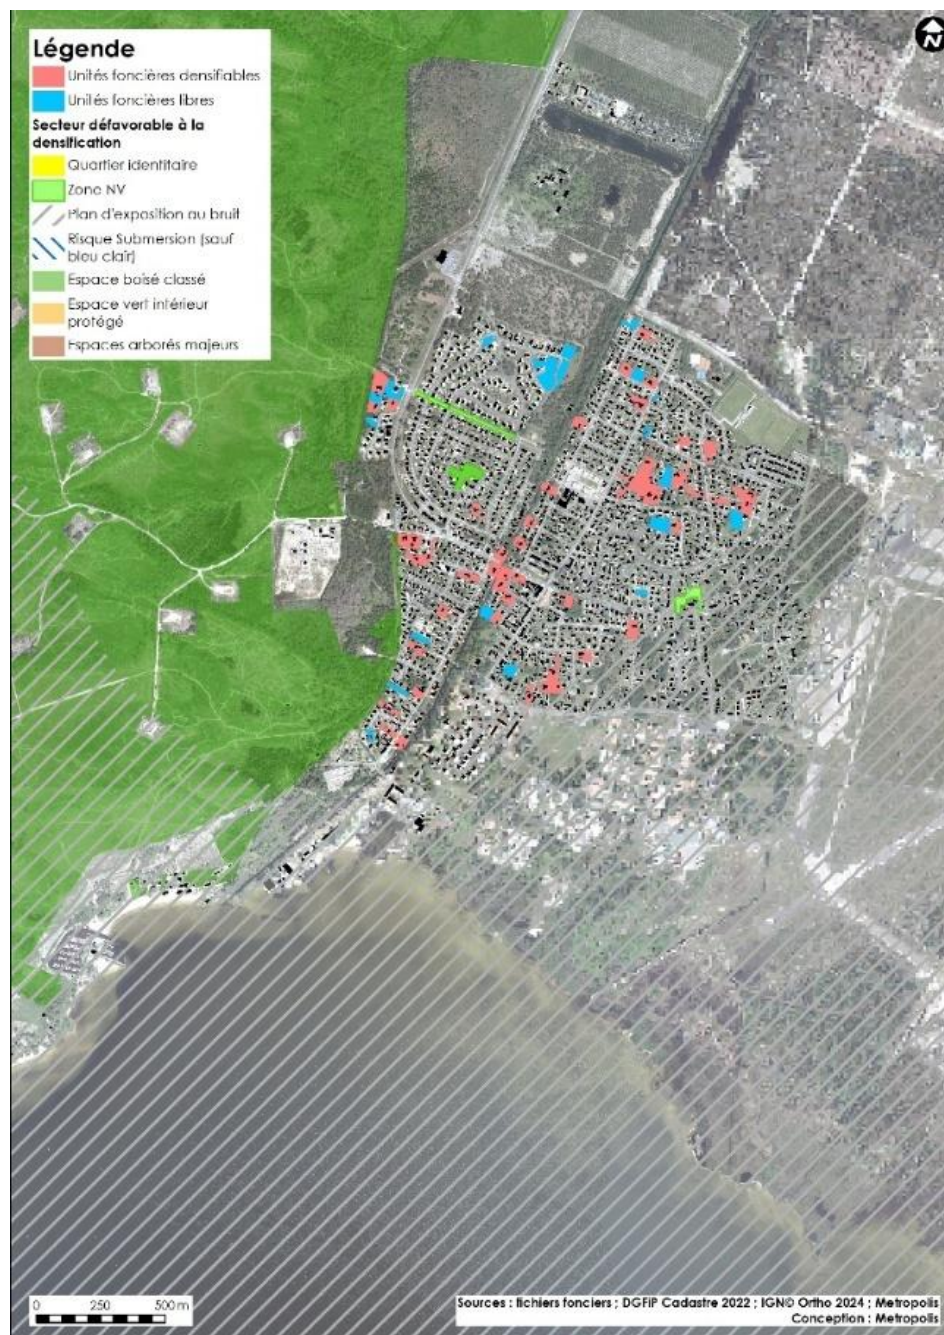 Légende
Unités foncières densifiables
Unités foncières libres
Secteur défavorable à la
densification
Quartier identitaire
Zone NV
Plan d'exposition au bruit
Risque Submersion (sauf
bleu clair)
Espace boisé classé
Espace vert intérieur
protégé
Espaces arborés majeurs
N
0 250 500 m
Sources : fichiers fonciers ; DGFiP Cadastre 2022 ; IGN© Ortho 2024 ; Metropolis
Conception : Metropolis